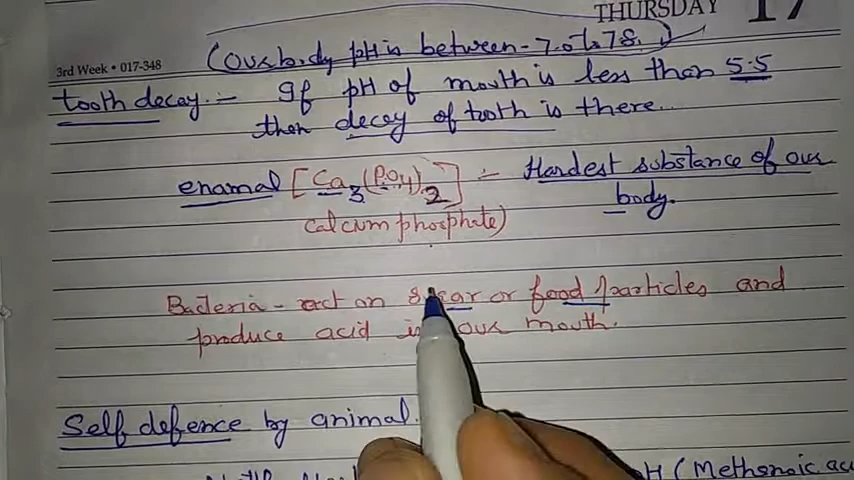 THURSDAY 17
3rd Week • 017-348
(Our body pH is between - 7.0 to 7.8.)
tooth decay :- If pH of mouth is less than 5.5
then decay of tooth is there...
enamal [Ca3(PO4)2] :- Hardest substance of our
body.
calcium phosphate)
Bacteria - act on sugar or food particles and
produce acid in our mouth.
Self defence by animal
(Methenoic